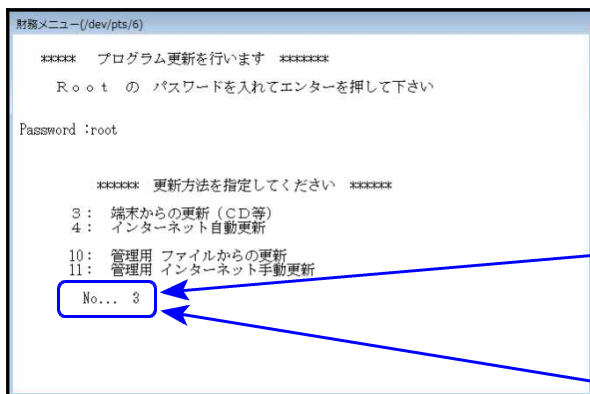 財務メニュー(/dev/pts/6)
***** プログラム更新を行います *******
Ｒｏｏｔ の パスワードを入れてエンターを押して下さい
Password :root
****** 更新方法を指定してください ******
3： 端末からの更新（ＣＤ等）
4： インターネット自動更新
10： 管理用 ファイルからの更新
11： 管理用 インターネット手動更新
No... 3